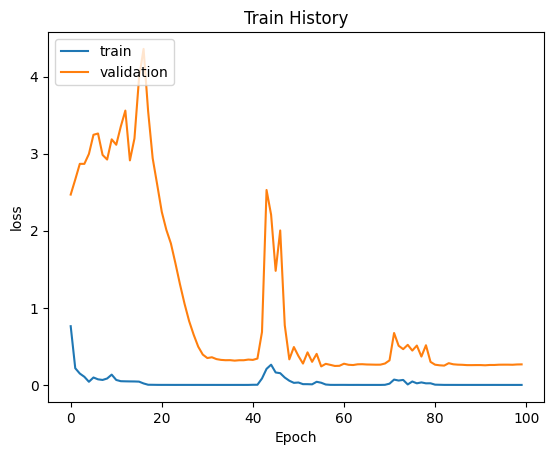 Train History
train
validation
4
3
2
1
0
loss
0 20 40 60 80 100
Epoch